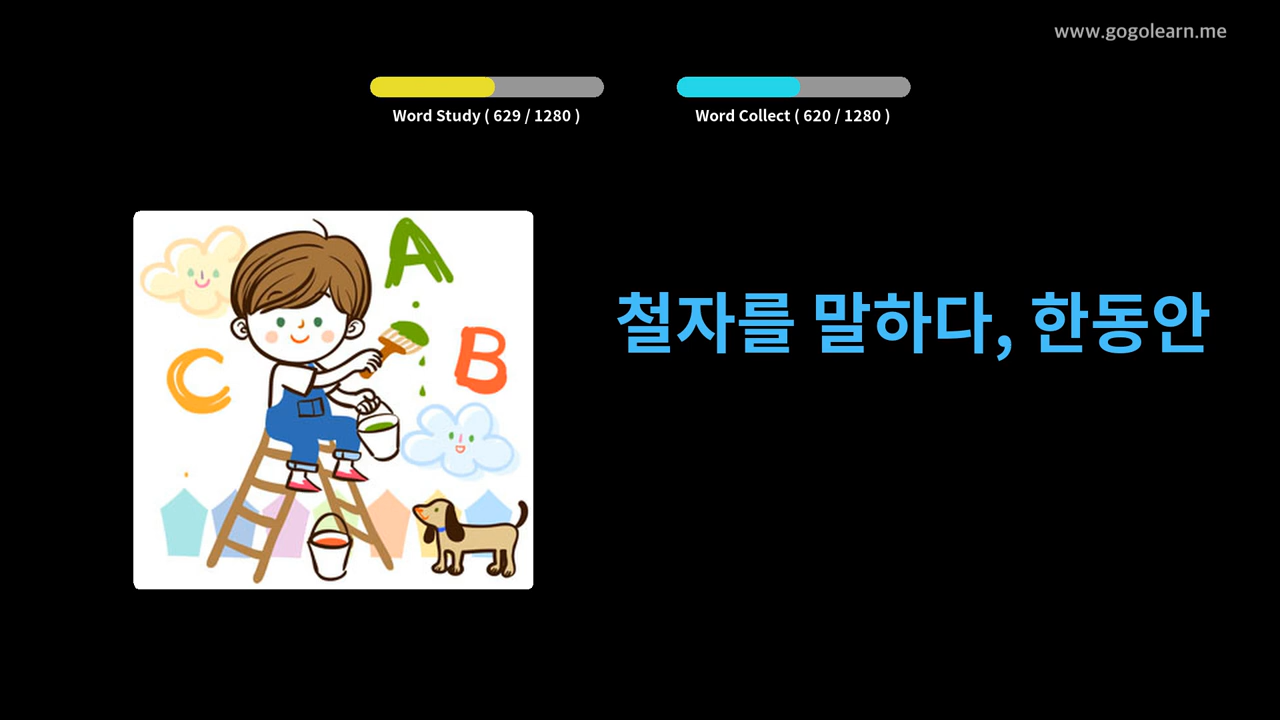 www.gogolearn.me
Word Study ( 629 / 1280 )
Word Collect ( 620 / 1280 )
A
B
C
철자를 말하다, 한동안